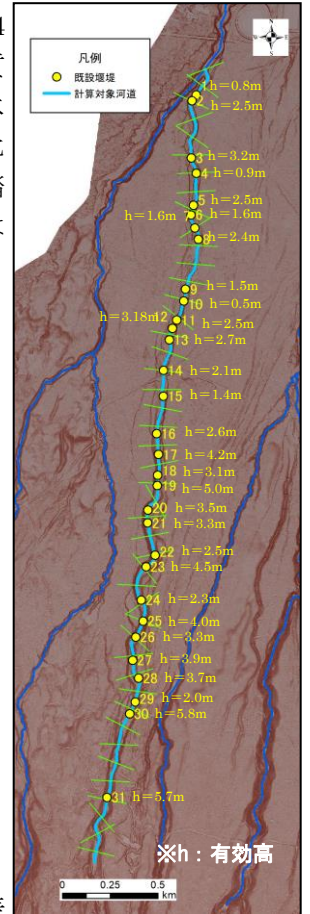 N
凡例
既設堰堤
計算対象河道
1 h=0.8m
2 h=2.5m
3 h=3.2m
4 h=0.9m
5 h=2.5m
h=1.6m 7 6 h=1.6m
8 h=2.4m
9 h=1.5m
10 h=0.5m
h=3.18m 12 11 h=2.5m
13 h=2.7m
14 h=2.1m
15 h=1.4m
16 h=2.6m
17 h=4.2m
18 h=3.1m
19 h=5.0m
20 h=3.5m
21 h=3.3m
22 h=2.5m
23 h=4.5m
24 h=2.3m
25 h=4.0m
26 h=3.3m
27 h=3.9m
28 h=3.7m
29 h=2.0m
30 h=5.8m
31 h=5.7m
※h：有効高
0 0.25 0.5
km